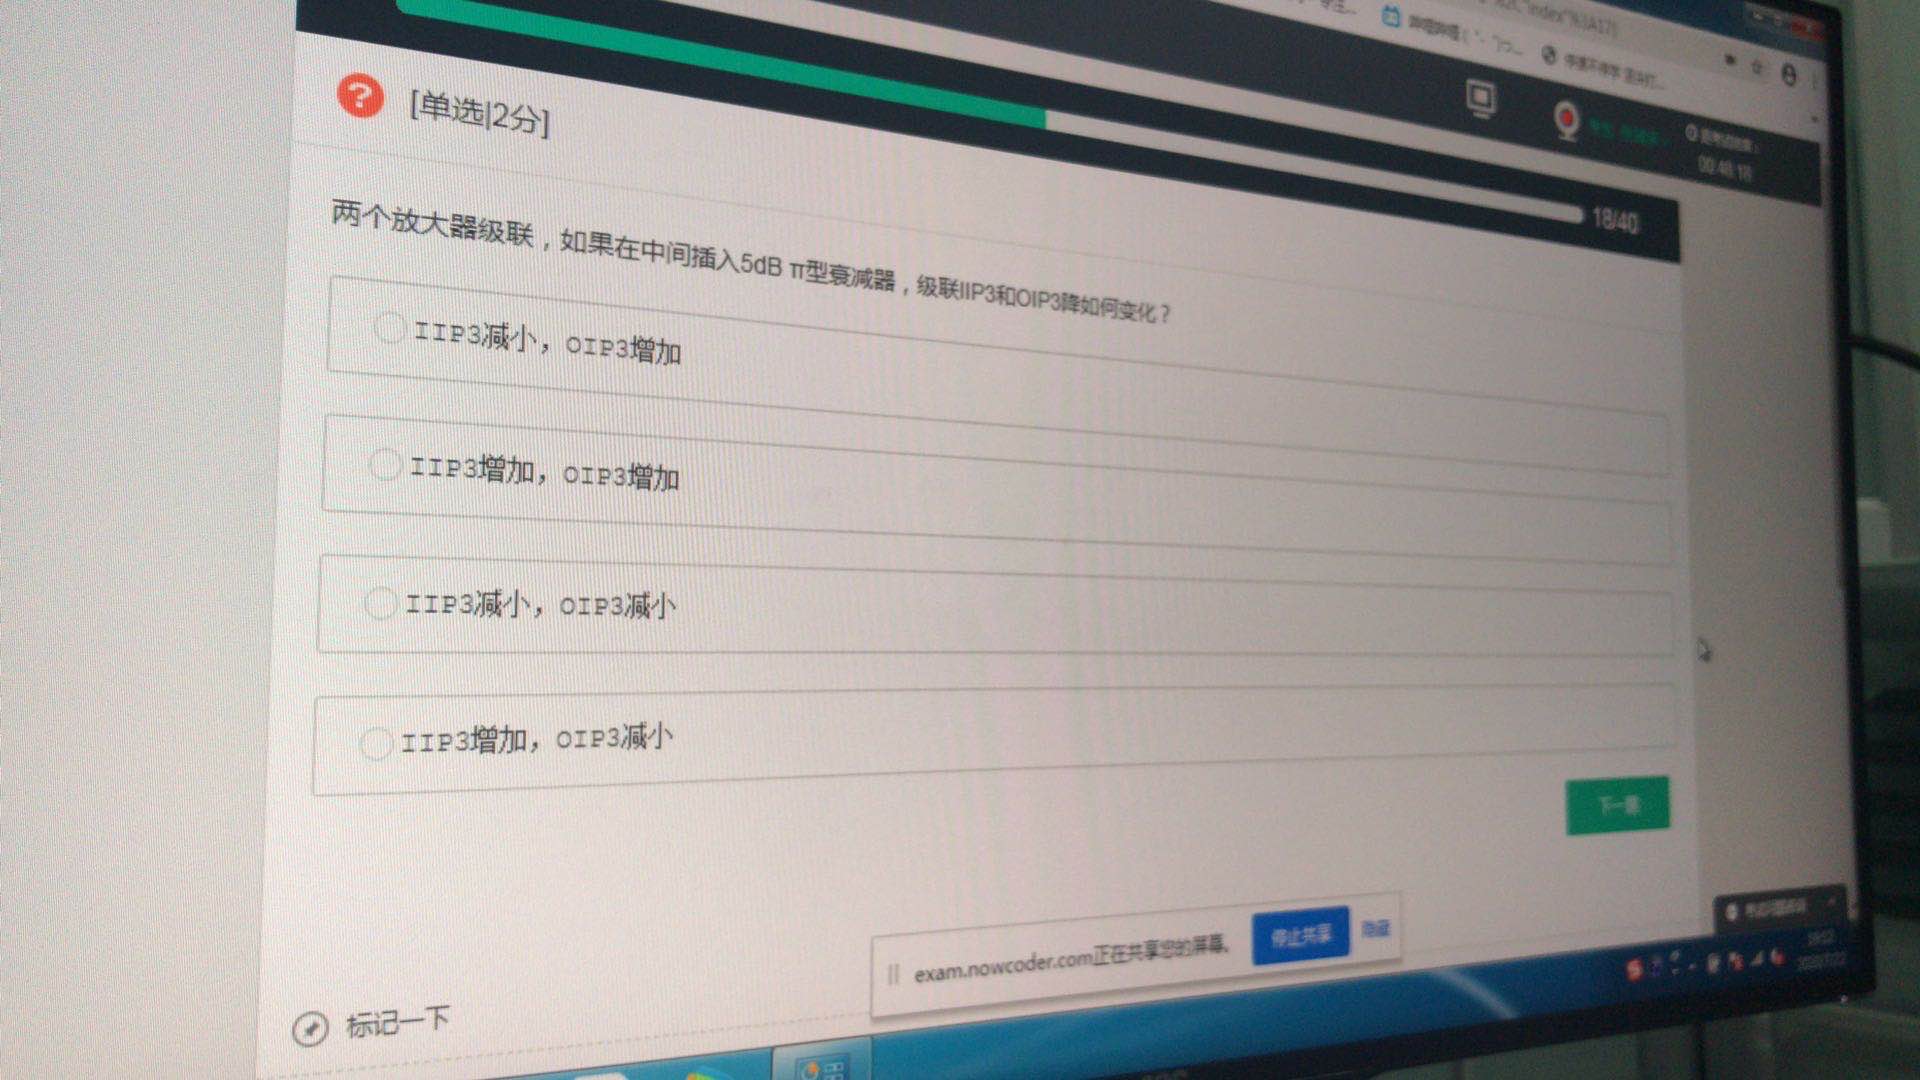 "index"%3A17}
[单选|2分]
00:48:18
18/40
两个放大器级联，如果在中间插入5dB π型衰减器，级联IIP3和OIP3降如何变化？
IIP3减小，OIP3增加
IIP3增加，OIP3增加
IIP3减小，OIP3减小
IIP3增加，OIP3减小
下一题
exam.nowcoder.com正在共享您的屏幕。
停止共享
隐藏
标记一下